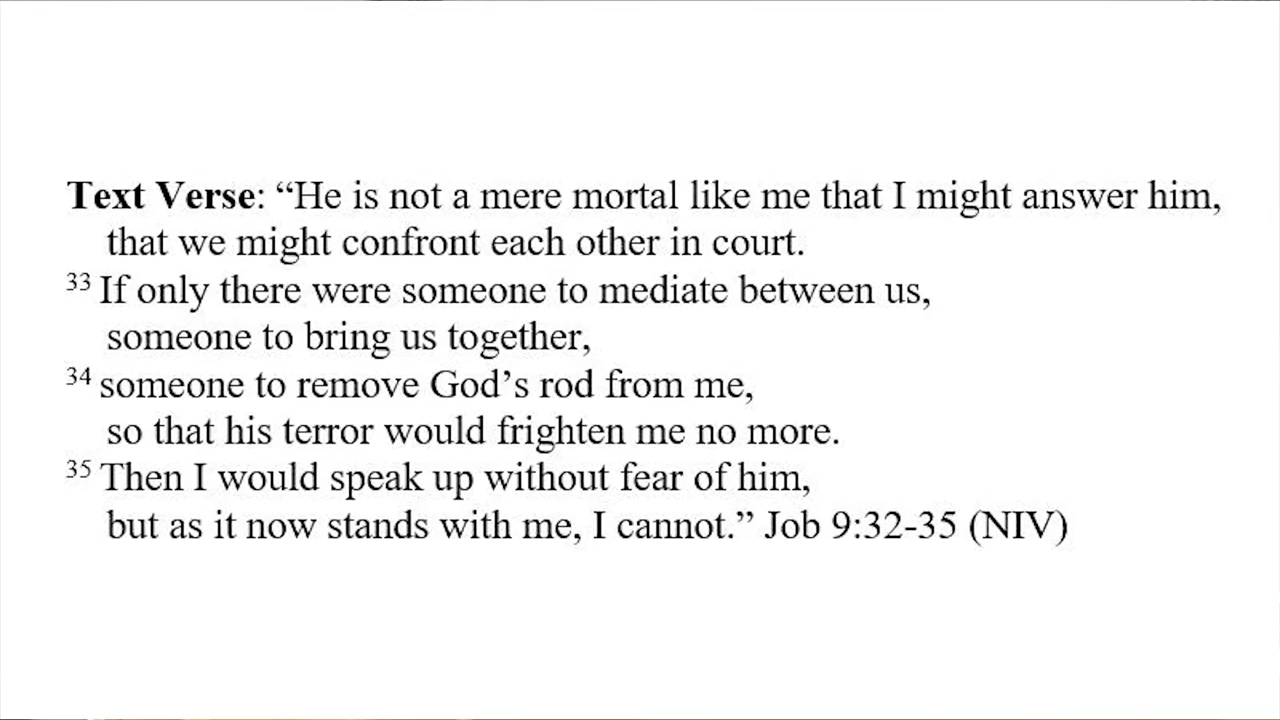 Text Verse: “He is not a mere mortal like me that I might answer him,
that we might confront each other in court.
33 If only there were someone to mediate between us,
someone to bring us together,
34 someone to remove God’s rod from me,
so that his terror would frighten me no more.
35 Then I would speak up without fear of him,
but as it now stands with me, I cannot.” Job 9:32-35 (NIV)